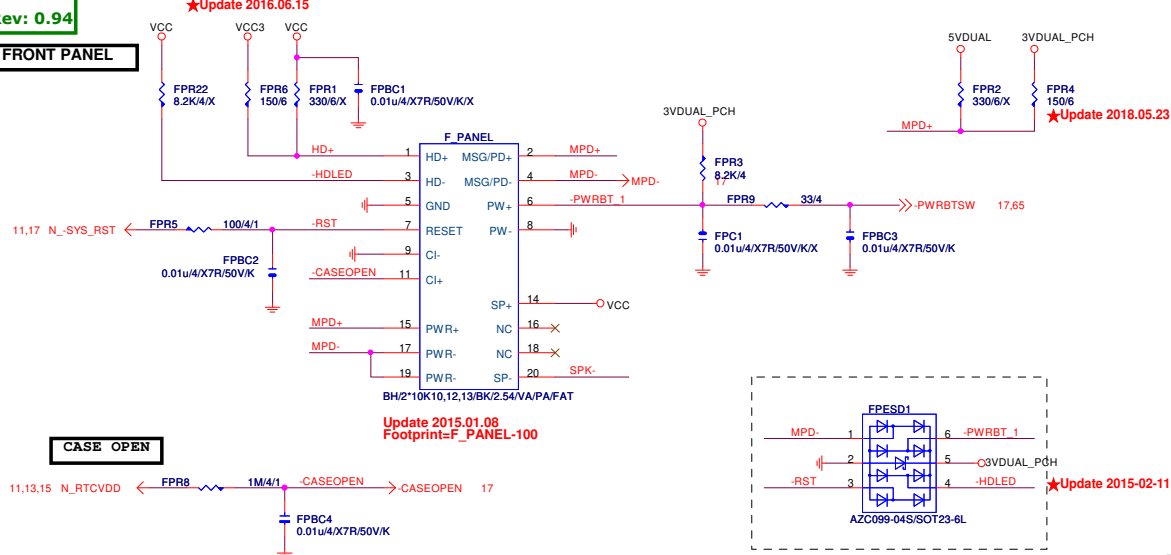 ★Update 2016.06.15
Rev: 0.94
FRONT PANEL
VCC
VCC3
VCC
FPR22
8.2K/4/X
FPR6
150/6
FPR1
330/6/X
FPBC1
0.01u/4/X7R/50V/K/X
5VDUAL
3VDUAL_PCH
FPR2
330/6/X
FPR4
150/6
★Update 2018.05.23
MPD+
3VDUAL_PCH
FPR3
8.2K/4
F_PANEL
HD+ 1 HD+ MSG/PD+ 2 MPD+
-HDLED 3 HD- MSG/PD- 4 MPD- MPD- 17
5 GND PW+ 6 -PWRBT_1
FPR9 33/4 -PWRBTSW 17,65
11,17 N_-SYS_RST FPR5 100/4/1 -RST 7 RESET PW- 8
FPC1
0.01u/4/X7R/50V/K/X
FPBC3
0.01u/4/X7R/50V/K
9 CI-
FPBC2
0.01u/4/X7R/50V/K
-CASEOPEN 11 CI+
SP+ 14 VCC
MPD+ 15 PWR+ NC 16
MPD- 17 PWR- NC 18
19 PWR- SP- 20 SPK-
BH/2*10K10,12,13/BK/2.54/VA/PA/FAT
Update 2015.01.08
Footprint=F_PANEL-100
CASE OPEN
11,13,15 N_RTCVDD FPR8 1M/4/1 -CASEOPEN -CASEOPEN 17
FPBC4
0.01u/4/X7R/50V/K
FPESD1
MPD- 1 6 -PWRBT_1
2 5 3VDUAL_PCH
-RST 3 4 -HDLED
★Update 2015-02-11
AZC099-04S/SOT23-6L